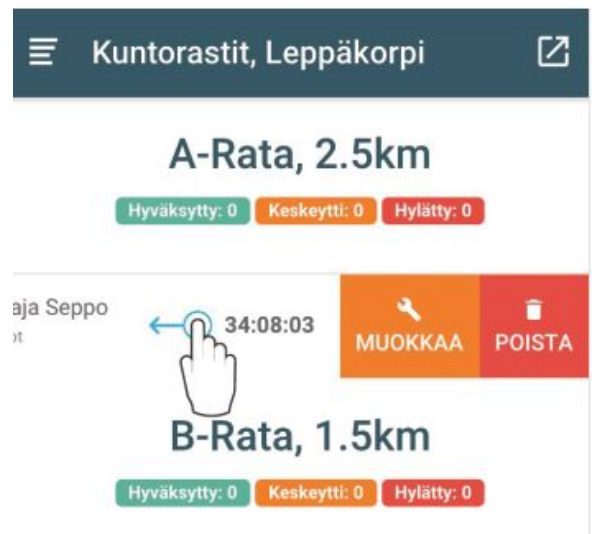 Kuntorastit, Leppäkorpi
A-Rata, 2.5km
Hyväksytty: 0 Keskeytti: 0 Hylätty: 0
aja Seppo
34:08:03
MUOKKAA POISTA
B-Rata, 1.5km
Hyväksytty: 0 Keskeytti: 0 Hylätty: 0